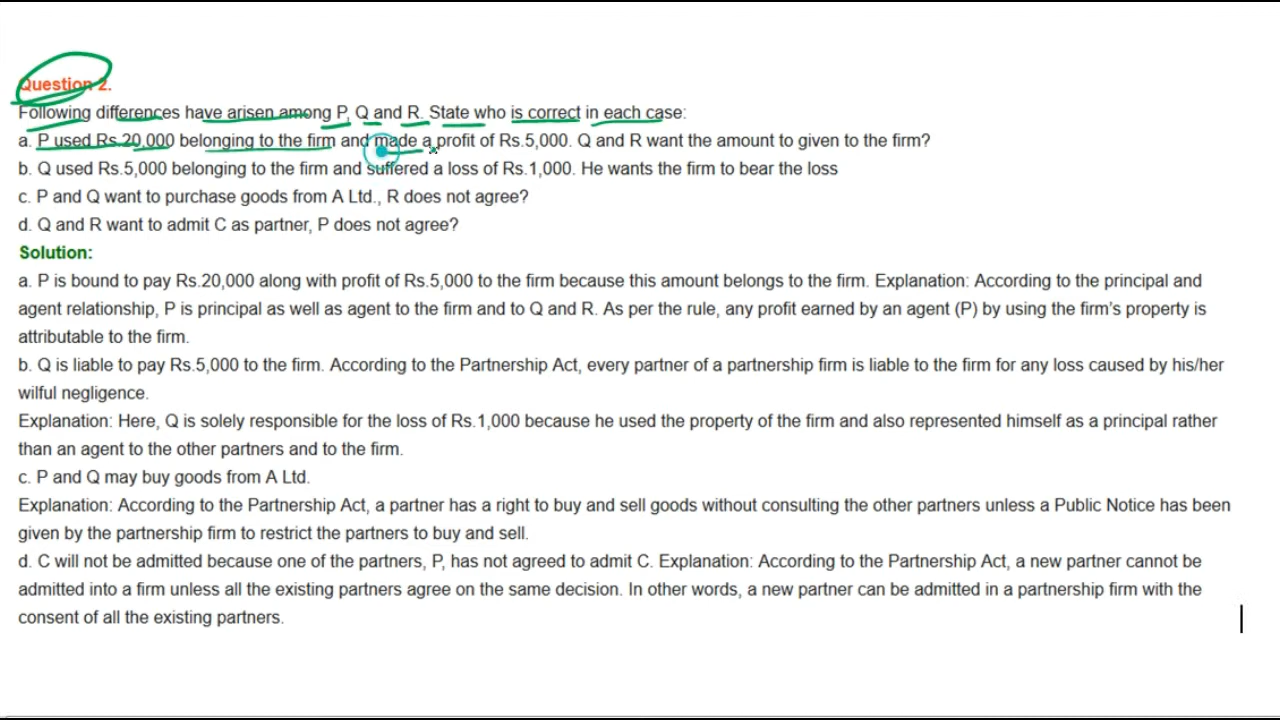 Question 2.
Following differences have arisen among P, Q and R. State who is correct in each case:
a. P used Rs.20,000 belonging to the firm and made a profit of Rs.5,000. Q and R want the amount to given to the firm?
b. Q used Rs.5,000 belonging to the firm and suffered a loss of Rs.1,000. He wants the firm to bear the loss
c. P and Q want to purchase goods from A Ltd., R does not agree?
d. Q and R want to admit C as partner, P does not agree?
Solution:
a. P is bound to pay Rs.20,000 along with profit of Rs.5,000 to the firm because this amount belongs to the firm. Explanation: According to the principal and
agent relationship, P is principal as well as agent to the firm and to Q and R. As per the rule, any profit earned by an agent (P) by using the firm's property is
attributable to the firm.
b. Q is liable to pay Rs.5,000 to the firm. According to the Partnership Act, every partner of a partnership firm is liable to the firm for any loss caused by his/her
wilful negligence.
Explanation: Here, Q is solely responsible for the loss of Rs.1,000 because he used the property of the firm and also represented himself as a principal rather
than an agent to the other partners and to the firm.
c. P and Q may buy goods from A Ltd.
Explanation: According to the Partnership Act, a partner has a right to buy and sell goods without consulting the other partners unless a Public Notice has been
given by the partnership firm to restrict the partners to buy and sell.
d. C will not be admitted because one of the partners, P, has not agreed to admit C. Explanation: According to the Partnership Act, a new partner cannot be
admitted into a firm unless all the existing partners agree on the same decision. In other words, a new partner can be admitted in a partnership firm with the
consent of all the existing partners.